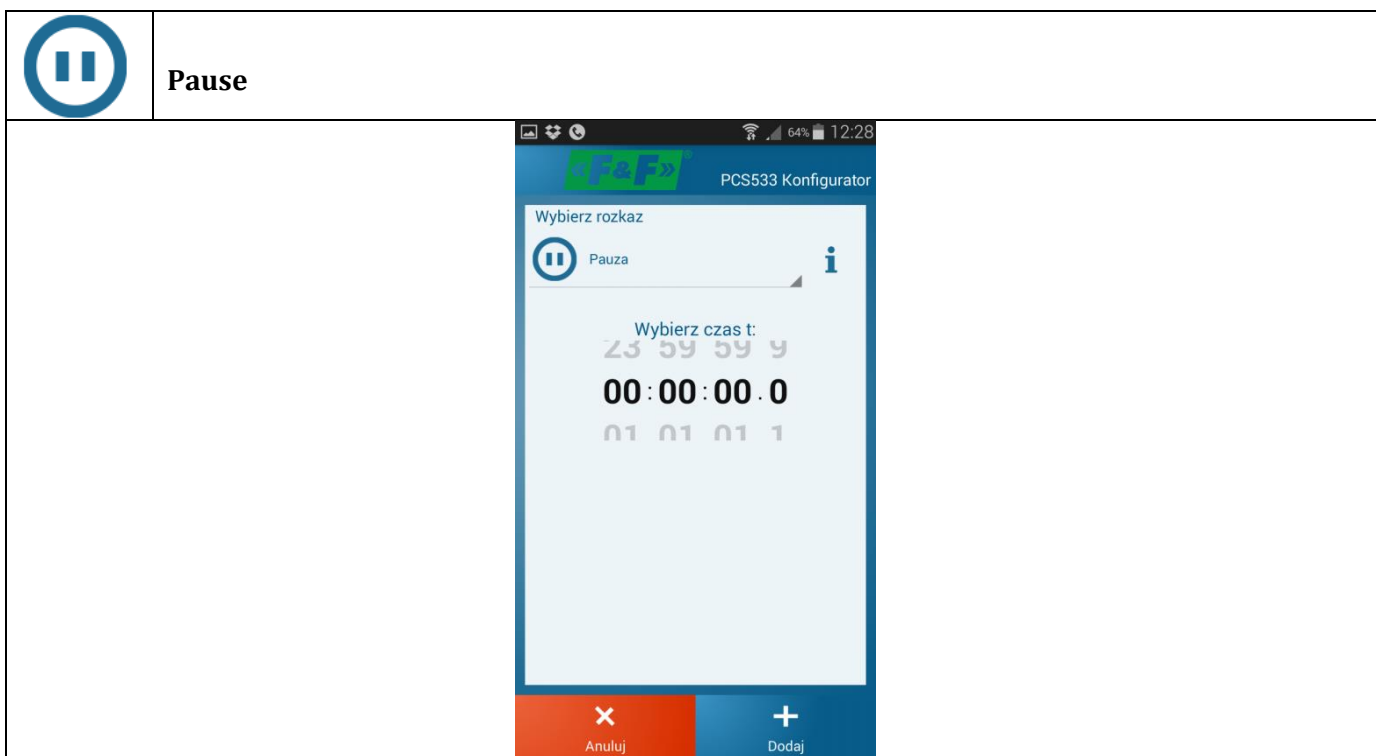 Pause
64% 12:28
«F&F»®
PCS533 Konfigurator
Wybierz rozkaz
Pauza
i
Wybierz czas t:
23 59 59 9
00:00:00.0
01 01 01 1
Anuluj
Dodaj